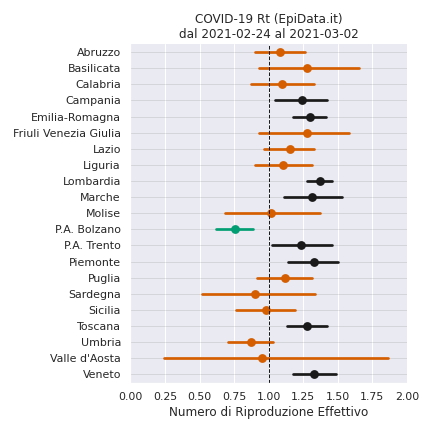 COVID-19 Rt (EpiData.it)
dal 2021-02-24 al 2021-03-02
Abruzzo
Basilicata
Calabria
Campania
Emilia-Romagna
Friuli Venezia Giulia
Lazio
Liguria
Lombardia
Marche
Molise
P.A. Bolzano
P.A. Trento
Piemonte
Puglia
Sardegna
Sicilia
Toscana
Umbria
Valle d'Aosta
Veneto
0.00 0.25 0.50 0.75 1.00 1.25 1.50 1.75 2.00
Numero di Riproduzione Effettivo